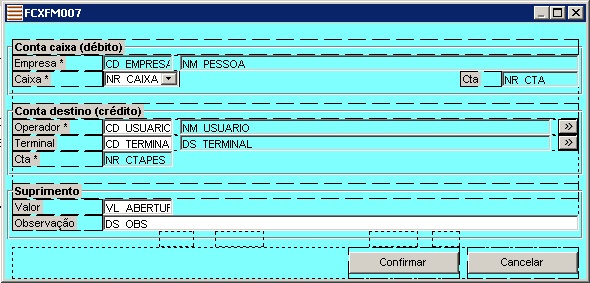 FCXFM007
Conta caixa (débito)
Empresa * CD EMPRESA NM PESSOA
Caixa * NR CAIXA Cta NR CTA
Conta destino (crédito)
Operador * CD USUARIO NM USUARIO >>
Terminal CD TERMINA DS TERMINAL >>
Cta * NR CTAPES
Suprimento
Valor VL ABERTUR
Observação DS OBS
Confirmar Cancelar